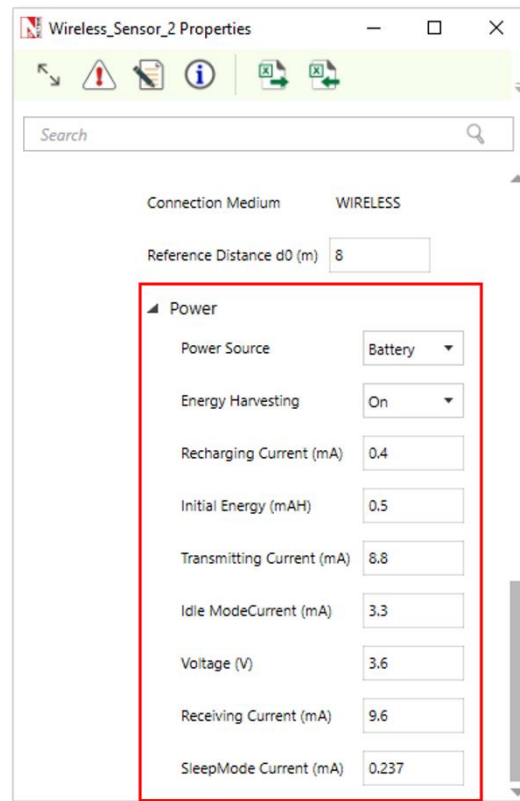 Wireless_Sensor_2 Properties
Search
Connection Medium WIRELESS
Reference Distance d0 (m) 8
Power
Power Source Battery
Energy Harvesting On
Recharging Current (mA) 0.4
Initial Energy (mAH) 0.5
Transmitting Current (mA) 8.8
Idle ModeCurrent (mA) 3.3
Voltage (V) 3.6
Receiving Current (mA) 9.6
SleepMode Current (mA) 0.237